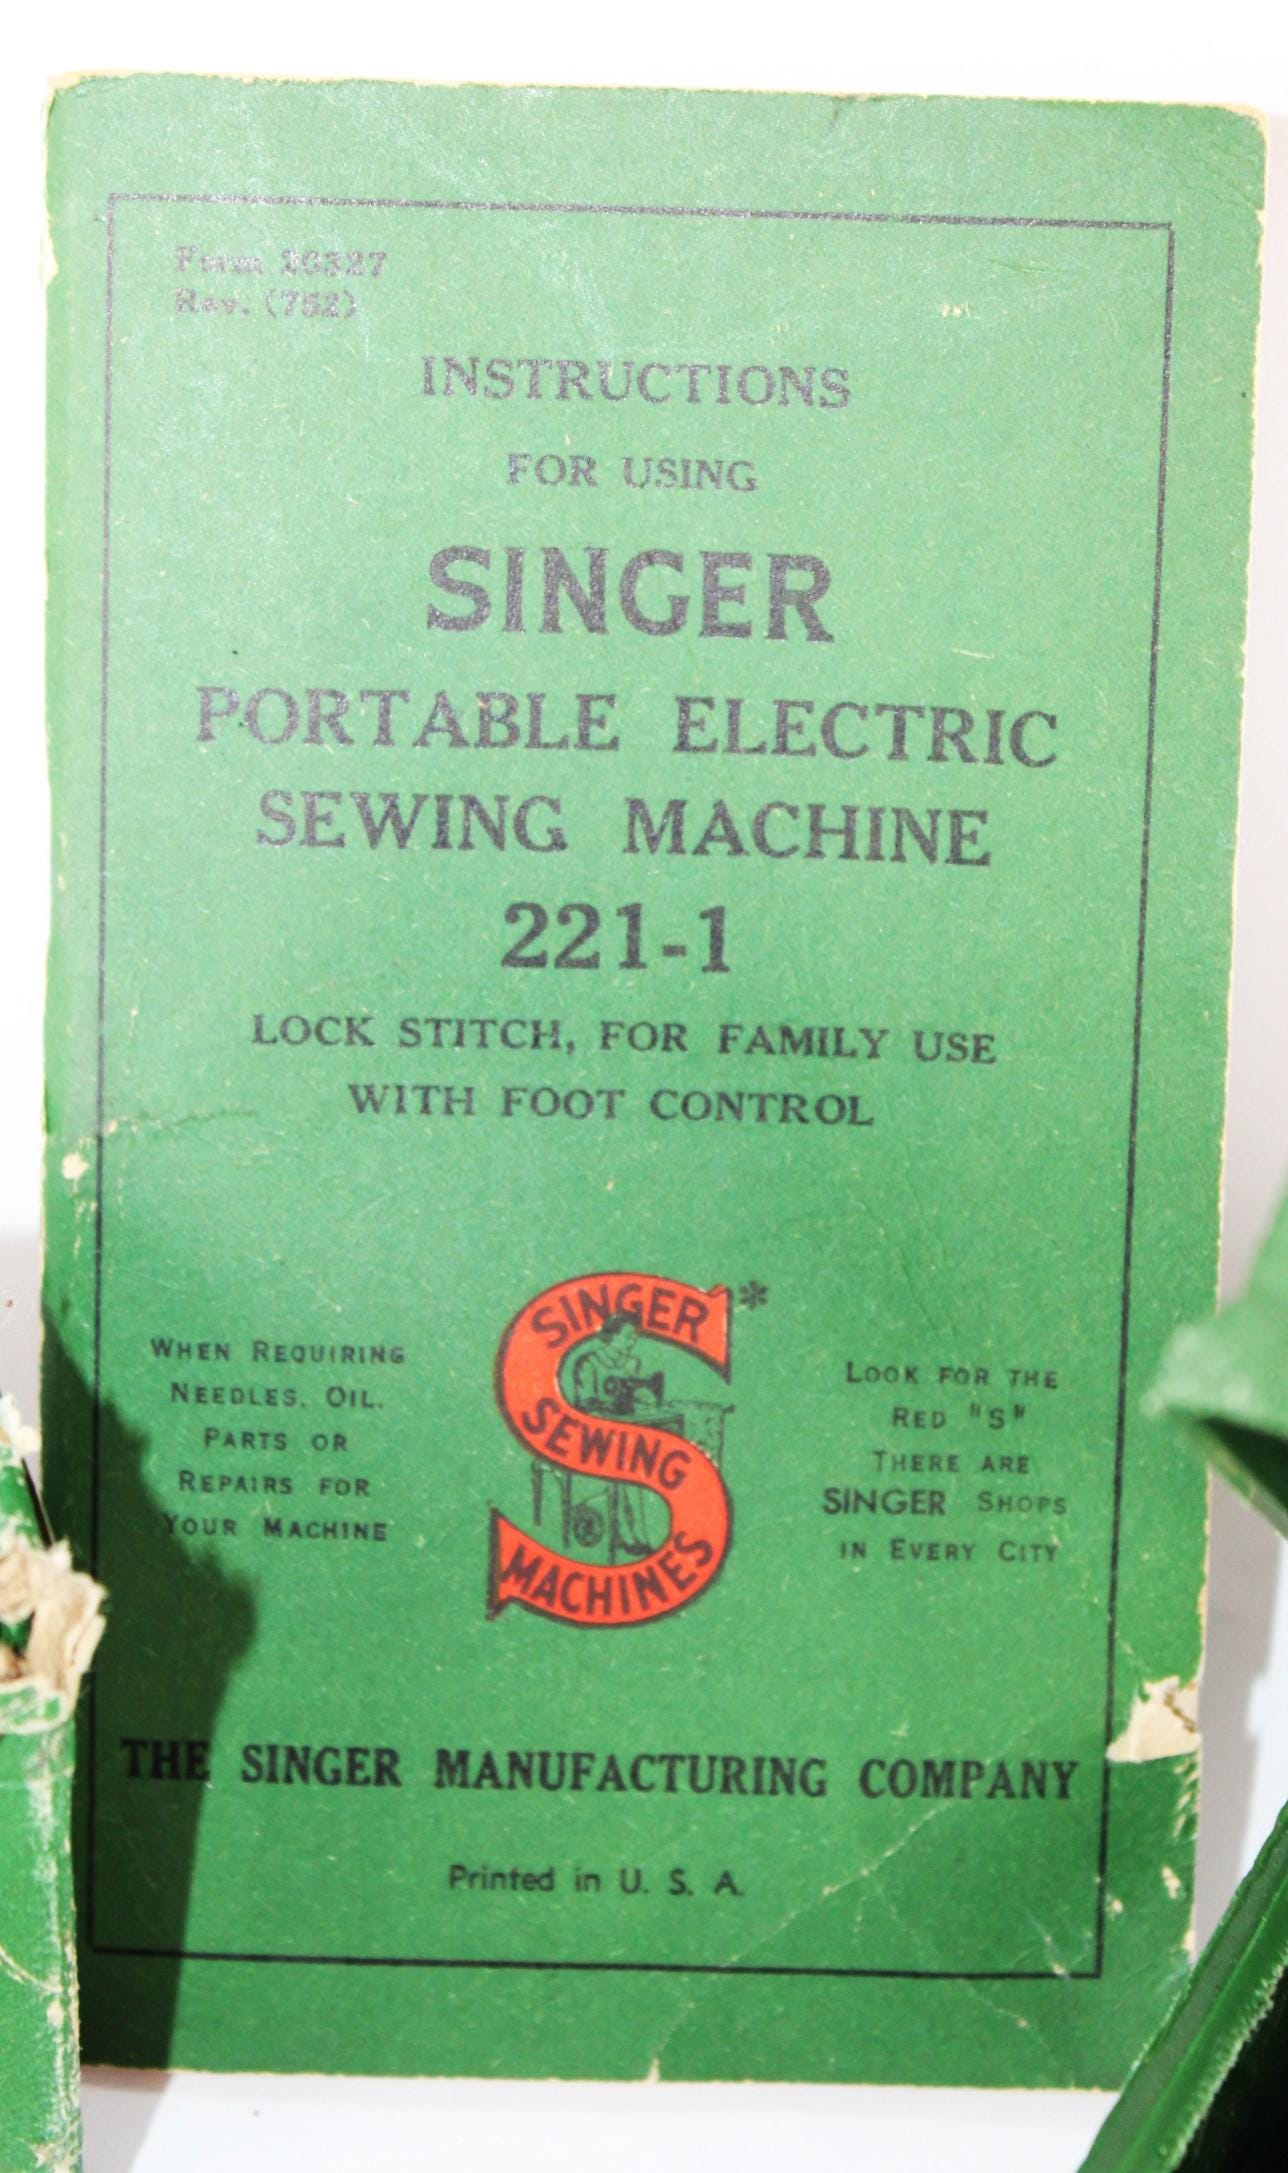 Form 20327
Rev. (752)
INSTRUCTIONS
FOR USING
SINGER
PORTABLE ELECTRIC
SEWING MACHINE
221-1
LOCK STITCH, FOR FAMILY USE
WITH FOOT CONTROL
WHEN REQUIRING
NEEDLES, OIL,
PARTS OR
REPAIRS FOR
YOUR MACHINE
SINGER
SEWING
MACHINES
*
LOOK FOR THE
RED "S"
THERE ARE
SINGER SHOPS
IN EVERY CITY
THE SINGER MANUFACTURING COMPANY
Printed in U. S. A.